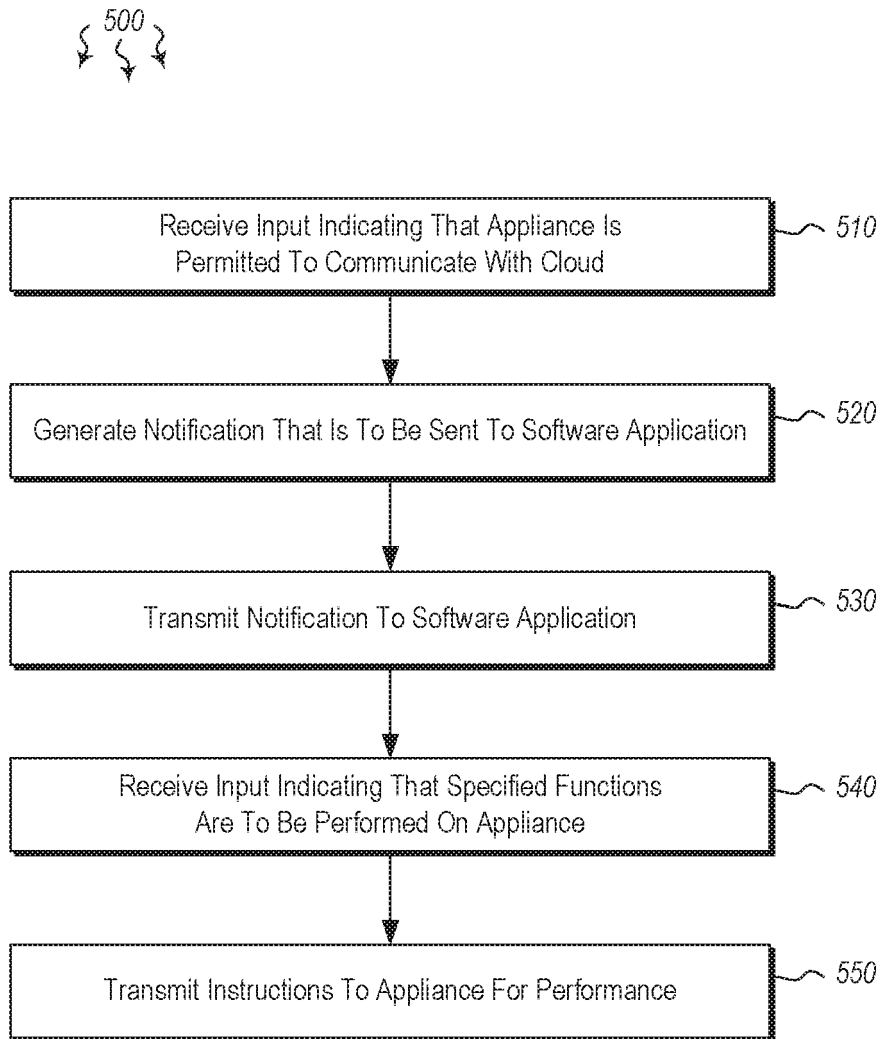 500
Receive Input Indicating That Appliance Is
Permitted To Communicate With Cloud
510
Generate Notification That Is To Be Sent To Software Application
520
Transmit Notification To Software Application
530
Receive Input Indicating That Specified Functions
Are To Be Performed On Appliance
540
Transmit Instructions To Appliance For Performance
550